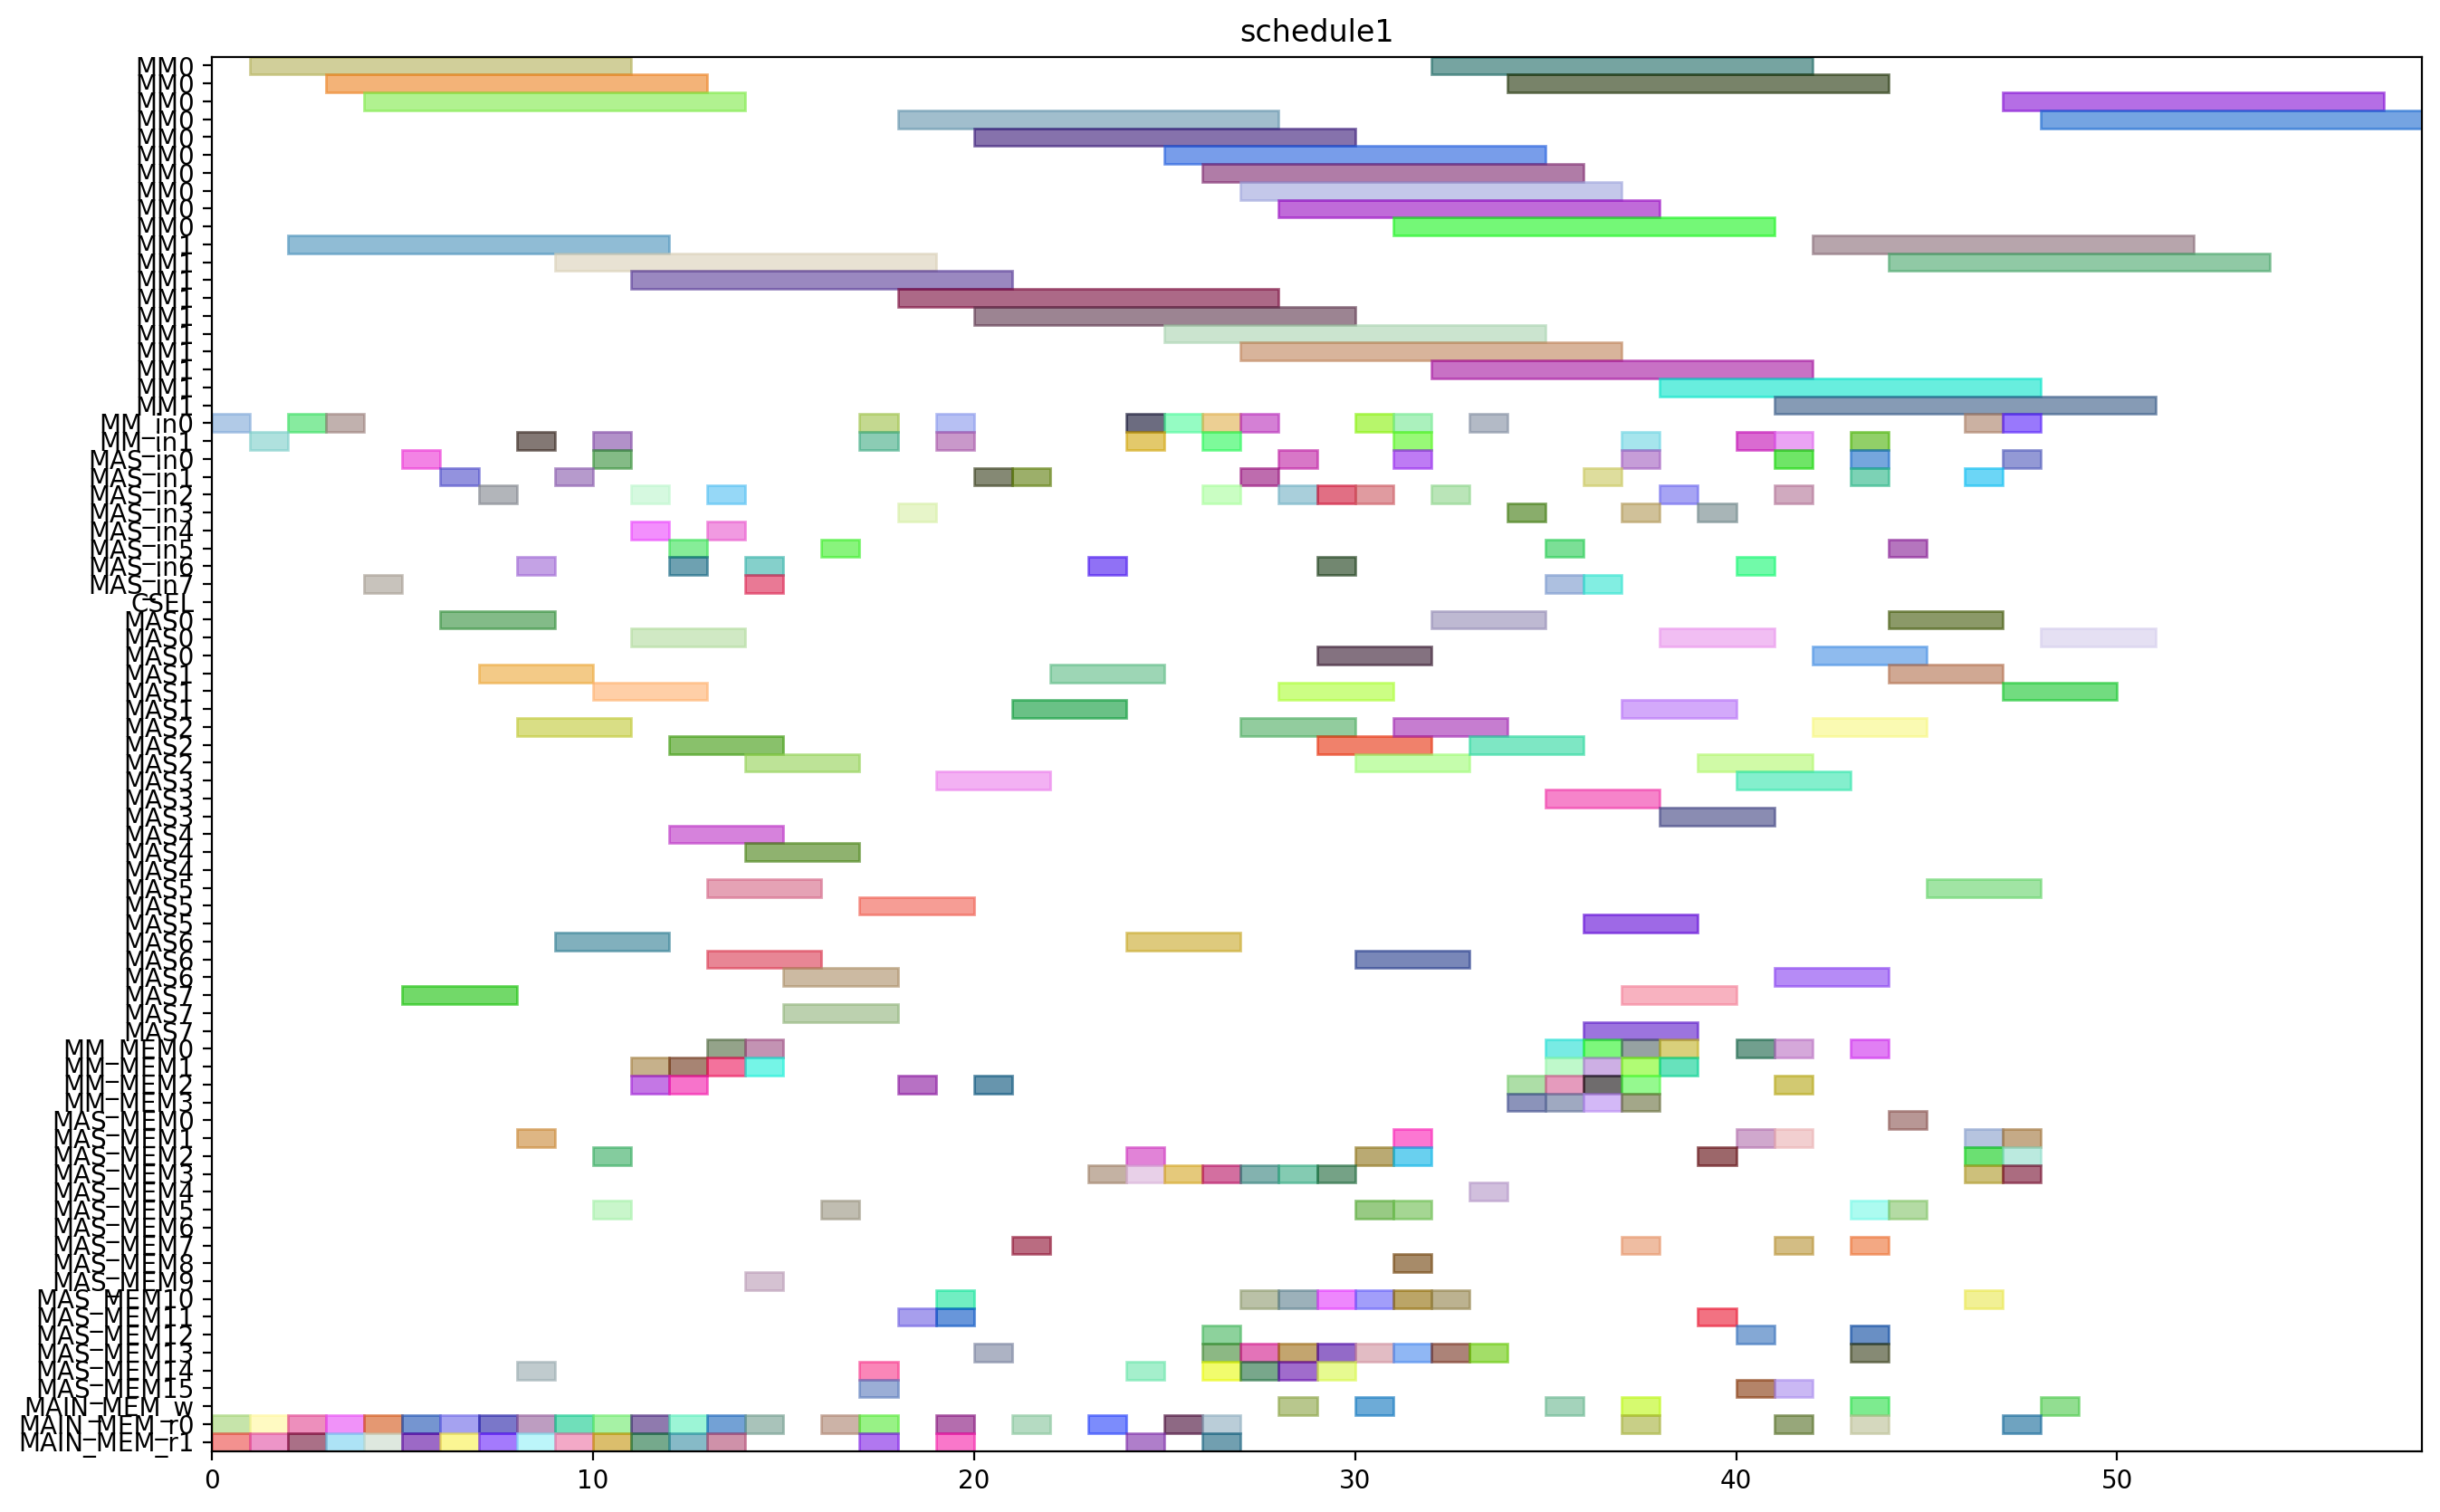 schedule1
MM0
MM0
MM0
MM0
MM0
MM0
MM0
MM0
MM0
MM0
MM1
MM1
MM1
MM1
MM1
MM1
MM1
MM1
MM1
MM1
MM_in0
MM_in1
MAS_in0
MAS_in1
MAS_in2
MAS_in3
MAS_in4
MAS_in5
MAS_in6
MAS_in7
CSEL
MAS0
MAS0
MAS0
MAS1
MAS1
MAS1
MAS2
MAS2
MAS2
MAS3
MAS3
MAS3
MAS4
MAS4
MAS4
MAS5
MAS5
MAS5
MAS6
MAS6
MAS6
MAS7
MAS7
MAS7
MM_MEM0
MM_MEM1
MM_MEM2
MM_MEM3
MAS_MEM0
MAS_MEM1
MAS_MEM2
MAS_MEM3
MAS_MEM4
MAS_MEM5
MAS_MEM6
MAS_MEM7
MAS_MEM8
MAS_MEM9
MAS_MEM10
MAS_MEM11
MAS_MEM12
MAS_MEM13
MAS_MEM14
MAS_MEM15
MAIN_MEM_w
MAIN_MEM_r0
MAIN_MEM_r1
0 10 20 30 40 50